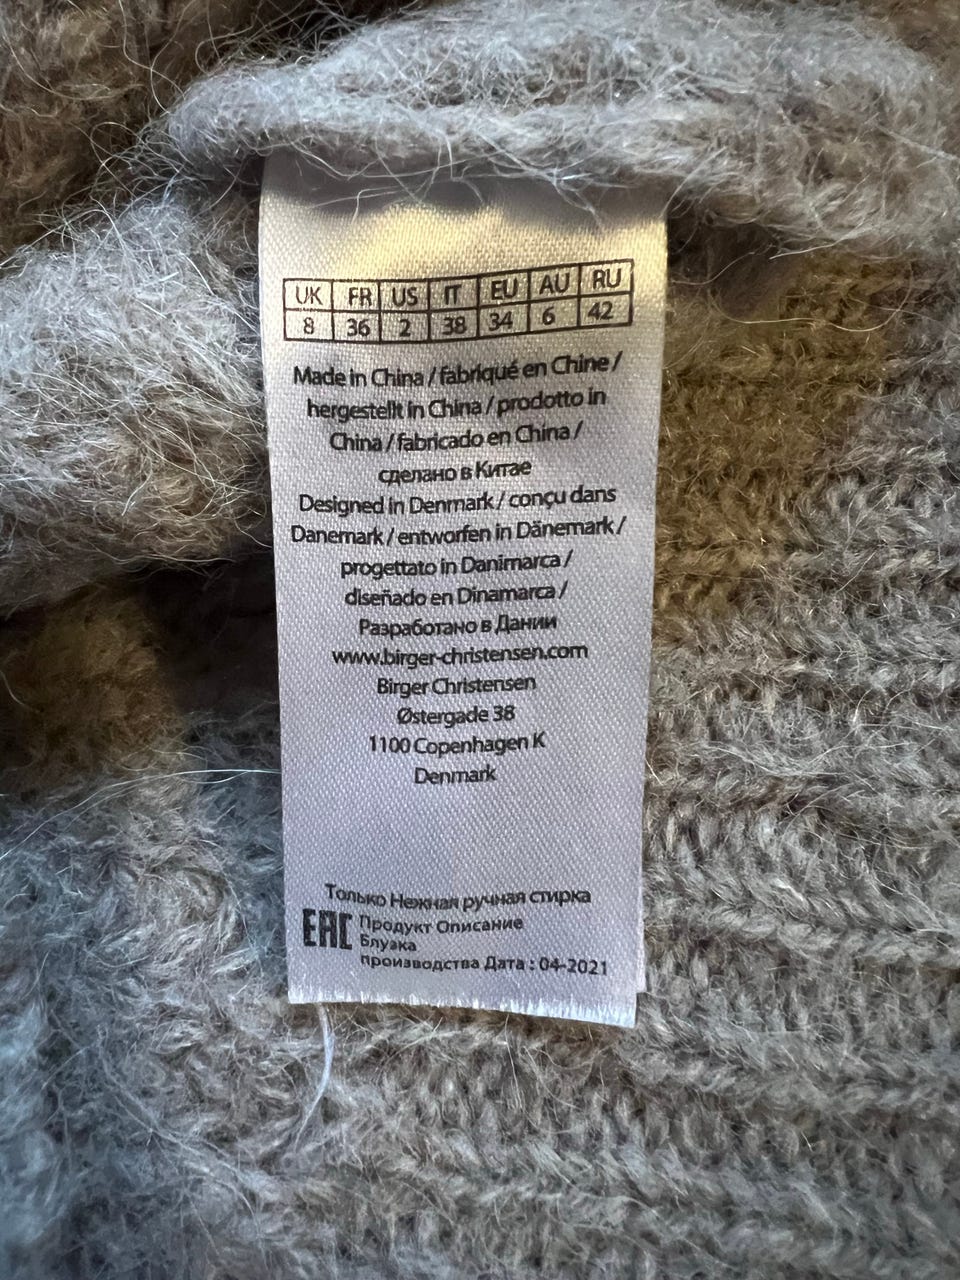 UK FR US IT EU AU RU
8 36 2 38 34 6 42
Made in China / fabriqué en Chine /
hergestellt in China / prodotto in
China / fabricado en China /
сделано в Китае
Designed in Denmark / conçu dans
Danemark / entworfen in Dänemark /
progettato in Danimarca /
diseñado en Dinamarca /
Разработано в Дании
www.birger-christensen.com
Birger Christensen
Østergade 38
1100 Copenhagen K
Denmark
Только Нежная ручная стирка
EAC Продукт Описание
Блузка
производства Дата : 04-2021